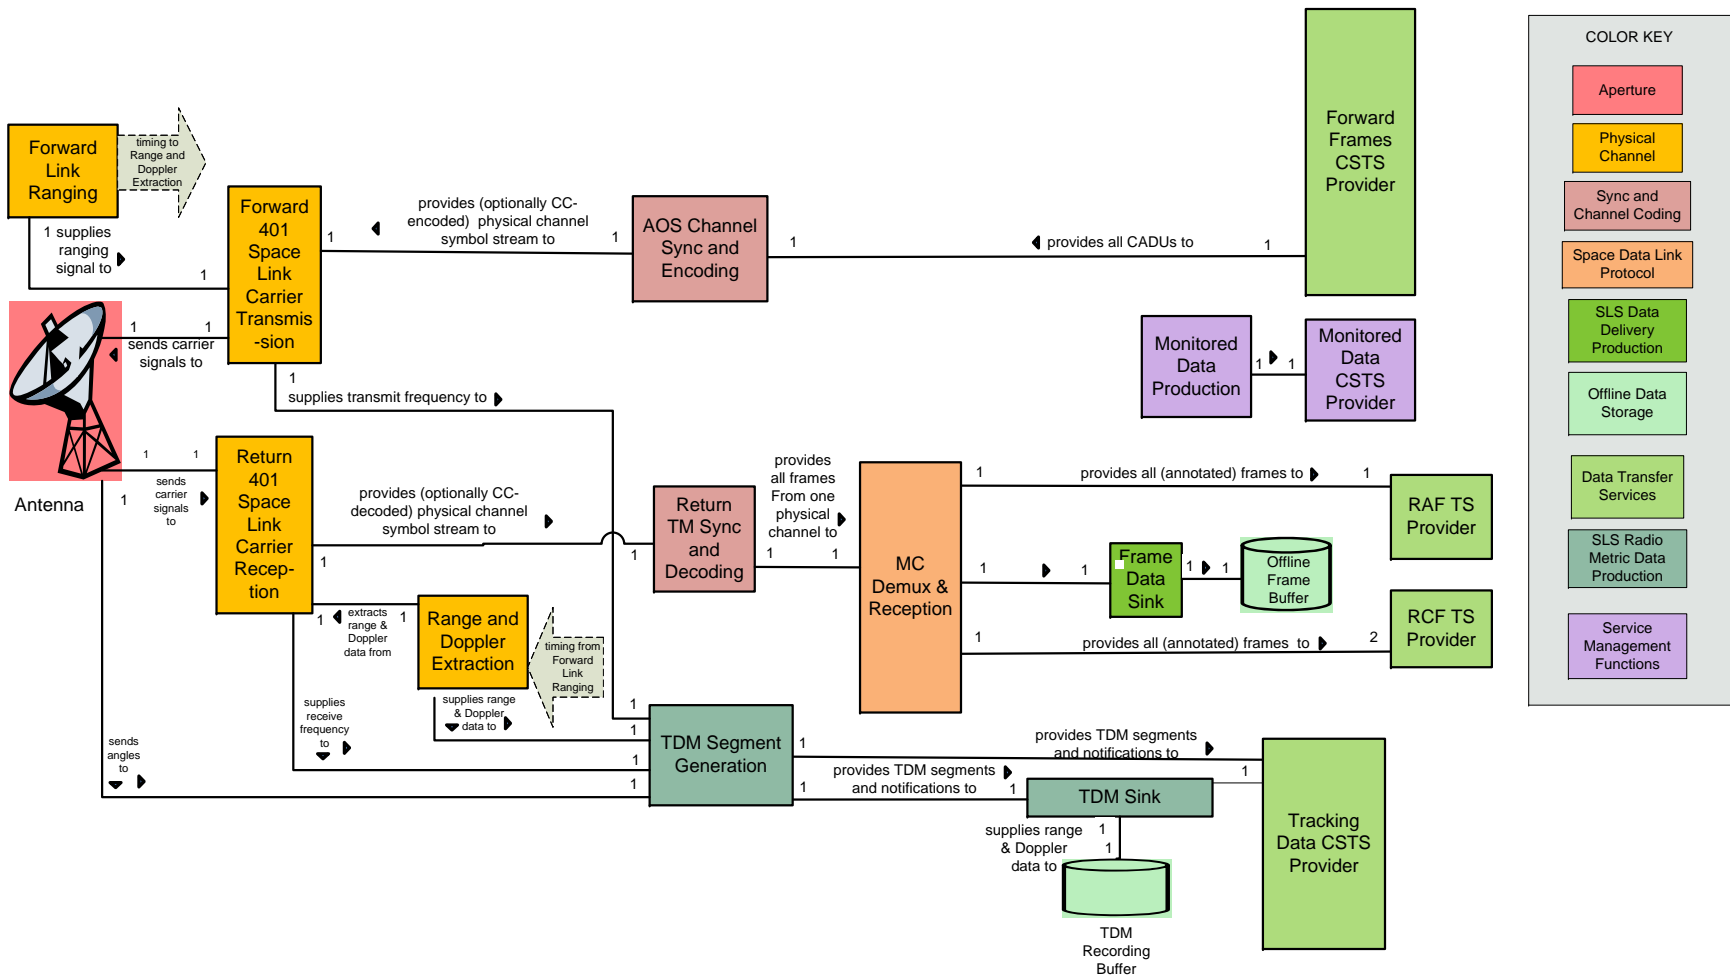 COLOR KEY
Aperture
Physical
Channel
Sync and
Channel Coding
Space Data Link
Protocol
SLS Data
Delivery
Production
Offline Data
Storage
Data Transfer
Services
SLS Radio
Metric Data
Production
Service
Management
Functions
Forward
Link
Ranging
timing to
Range and
Doppler
Extraction
1 supplies
ranging
signal to
1
Forward
401
Space
Link
Carrier
Transmis
-sion
1
provides (optionally CC-
encoded) physical channel
symbol stream to
1
AOS Channel
Sync and
Encoding
1
provides all CADUs to
1
Forward
Frames
CSTS
Provider
1
1
sends carrier
signals to
1
supplies transmit frequency to
Monitored
Data
Production
1
1
Monitored
Data
CSTS
Provider
Antenna
1
1
sends
carrier
signals
to
1
Return
401
Space
Link
Carrier
Recep-
tion
provides (optionally CC-
decoded) physical channel
symbol stream to
1
1
Return
TM Sync
and
Decoding
provides
all frames
From one
physical
channel to
1
1
MC
Demux &
Reception
1
provides all (annotated) frames to
1
RAF TS
Provider
1
1
Frame
Data
Sink
1
1
Offline
Frame
Buffer
1
provides all (annotated) frames to
2
RCF TS
Provider
1
extracts
range &
Doppler
data from
1
Range and
Doppler
Extraction
timing from
Forward
Link
Ranging
supplies range
& Doppler
data to
supplies
receive
frequency
to
sends
angles
to
1
1
1
1
TDM Segment
Generation
1
provides TDM segments
and notifications to
1
1
provides TDM segments
and notifications to
1
TDM Sink
Tracking
Data CSTS
Provider
supplies range
& Doppler
data to
1
1
TDM
Recording
Buffer